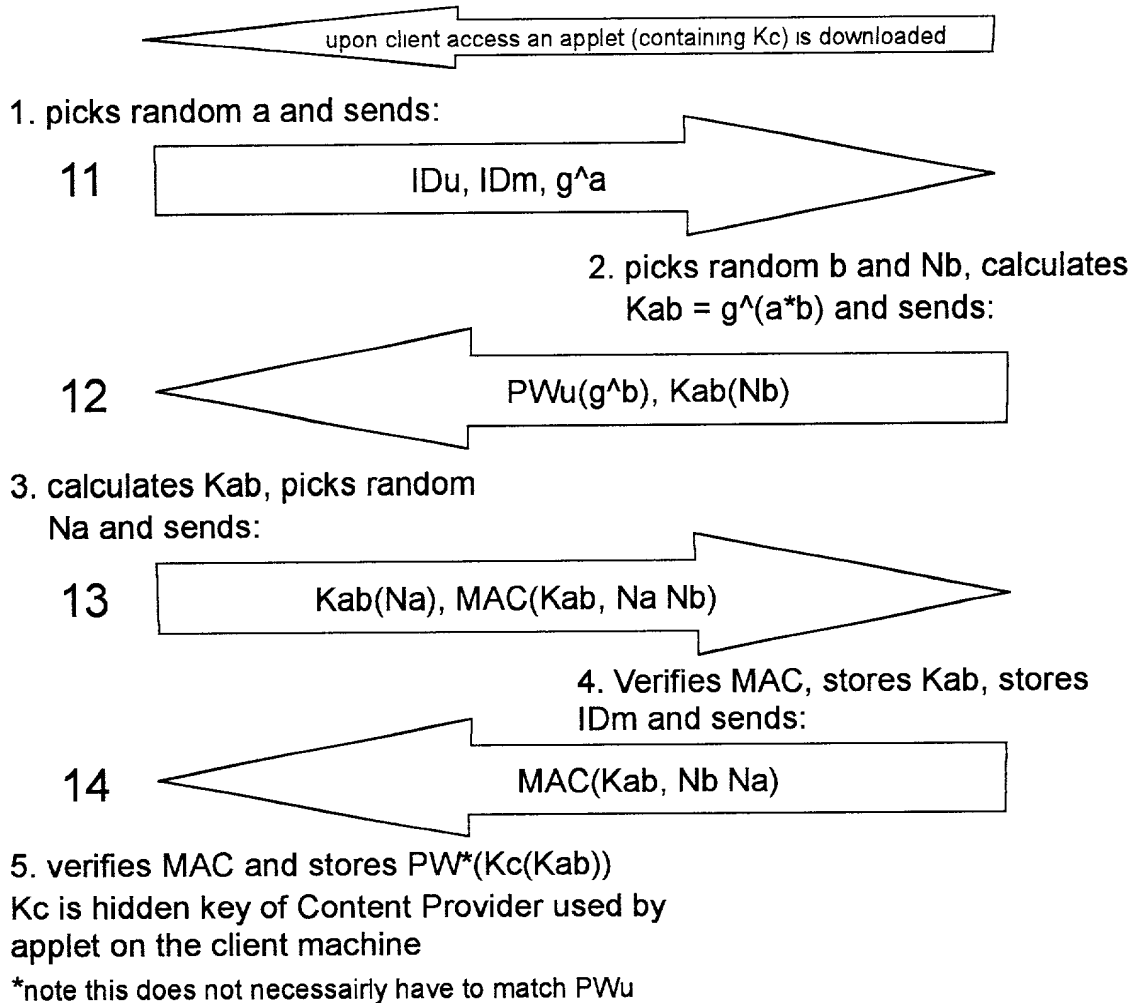 upon client access an applet (containing Kc) is downloaded
1. picks random a and sends:
11
IDu, IDm, g^a
2. picks random b and Nb, calculates
Kab = g^(a*b) and sends:
12
PWu(g^b), Kab(Nb)
3. calculates Kab, picks random
Na and sends:
13
Kab(Na), MAC(Kab, Na Nb)
4. Verifies MAC, stores Kab, stores
IDm and sends:
14
MAC(Kab, Nb Na)
5. verifies MAC and stores PW*(Kc(Kab))
Kc is hidden key of Content Provider used by
applet on the client machine
*note this does not necessairly have to match PWu